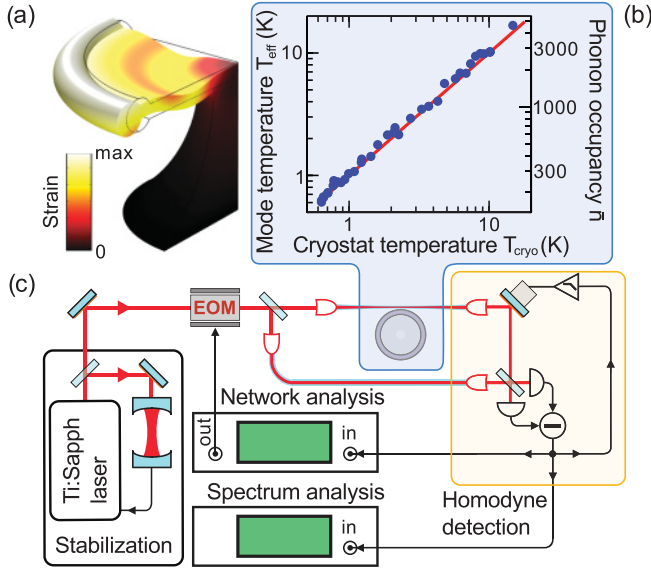 (a)
max
Strain
0
(b)
Mode temperature T_eff (K)
10
1
1
10
Cryostat temperature T_cryo (K)
3000
1000
300
Phonon occupancy n̄
(c)
EOM
Network analysis
out
in
Ti:Sapph
laser
Stabilization
Spectrum analysis
in
Homodyne
detection